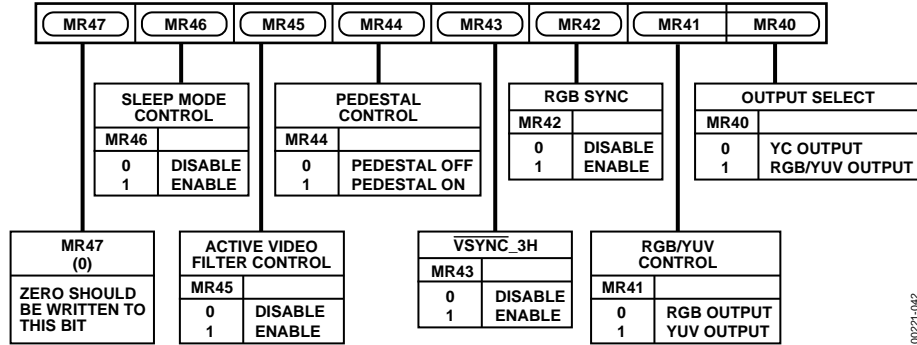 MR47 MR46 MR45 MR44 MR43 MR42 MR41 MR40
SLEEP MODE
CONTROL
MR46
0 DISABLE
1 ENABLE
PEDESTAL
CONTROL
MR44
0 PEDESTAL OFF
1 PEDESTAL ON
RGB SYNC
MR42
0 DISABLE
1 ENABLE
OUTPUT SELECT
MR40
0 YC OUTPUT
1 RGB/YUV OUTPUT
MR47
(0)
ZERO SHOULD
BE WRITTEN TO
THIS BIT
ACTIVE VIDEO
FILTER CONTROL
MR45
0 DISABLE
1 ENABLE
VSYNC_3H
MR43
0 DISABLE
1 ENABLE
RGB/YUV
CONTROL
MR41
0 RGB OUTPUT
1 YUV OUTPUT
00221-042